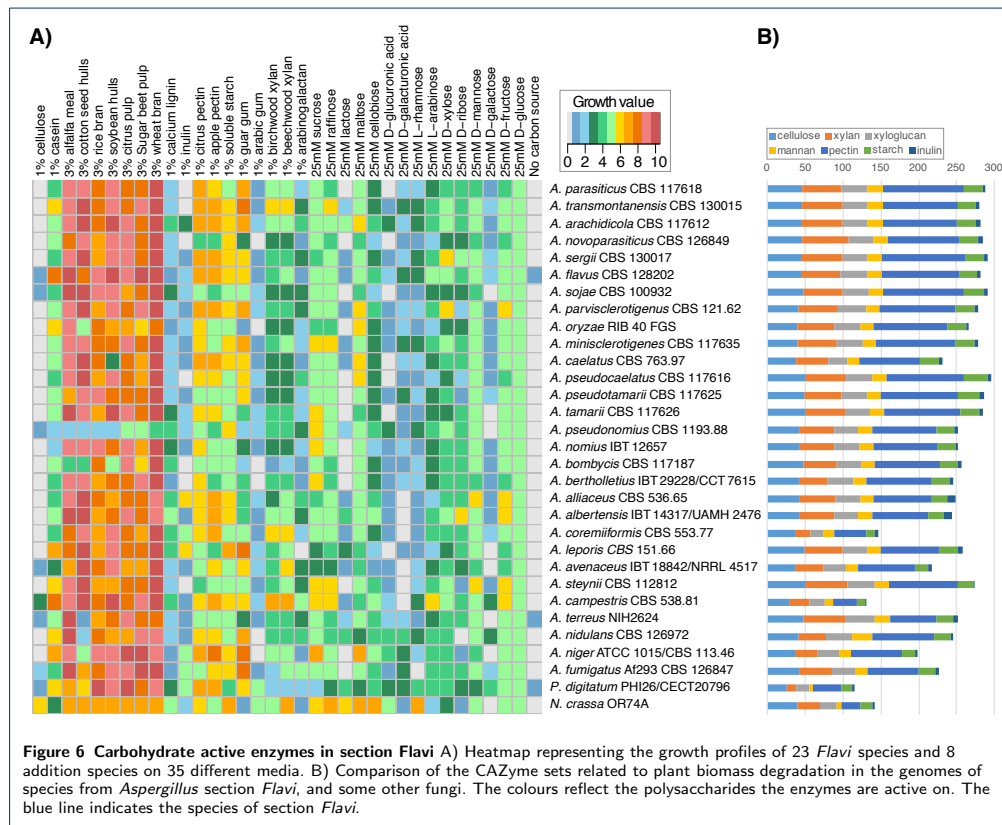 A)
B)
1% cellulose
1% casein
3% alfalfa meal
3% cotton seed hulls
3% rice bran
3% soybean hulls
3% citrus pulp
3% Sugar beet pulp
3% wheat bran
1% calcium lignin
1% inulin
1% citrus pectin
1% apple pectin
1% soluble starch
1% guar gum
1% arabic gum
1% birchwood xylan
1% beechwood xylan
1% arabinogalactan
25mM sucrose
25mM raffinose
25mM lactose
25mM maltose
25mM cellobiose
25mM D-glucuronic acid
25mM D-galacturonic acid
25mM L-rhamnose
25mM L-arabinose
25mM D-xylose
25mM D-ribose
25mM D-mannose
25mM D-galactose
25mM D-fructose
25mM D-glucose
No carbon source
Growth value
0 2 4 6 8 10
cellulose xylan xyloglucan
mannan pectin starch inulin
0 50 100 150 200 250 300
A. parasiticus CBS 117618
A. transmontanensis CBS 130015
A. arachidicola CBS 117612
A. novoparasiticus CBS 126849
A. sergii CBS 130017
A. flavus CBS 128202
A. sojae CBS 100932
A. parvisclerotigenus CBS 121.62
A. oryzae RIB 40 FGS
A. minisclerotigenes CBS 117635
A. caelatus CBS 763.97
A. pseudocaelatus CBS 117616
A. pseudotamarii CBS 117625
A. tamarii CBS 117626
A. pseudonomius CBS 1193.88
A. nomius IBT 12657
A. bombycis CBS 117187
A. bertholletius IBT 29228/CCT 7615
A. alliaceus CBS 536.65
A. albertensis IBT 14317/UAMH 2476
A. coremiiformis CBS 553.77
A. leporis CBS 151.66
A. avenaceus IBT 18842/NRRL 4517
A. steynii CBS 112812
A. campestris CBS 538.81
A. terreus NIH2624
A. nidulans CBS 126972
A. niger ATCC 1015/CBS 113.46
A. fumigatus Af293 CBS 126847
P. digitatum PHI26/CECT20796
N. crassa OR74A
Figure 6 Carbohydrate active enzymes in section Flavi A) Heatmap representing the growth profiles of 23 Flavi species and 8
addition species on 35 different media. B) Comparison of the CAZyme sets related to plant biomass degradation in the genomes of
species from Aspergillus section Flavi, and some other fungi. The colours reflect the polysaccharides the enzymes are active on. The
blue line indicates the species of section Flavi.